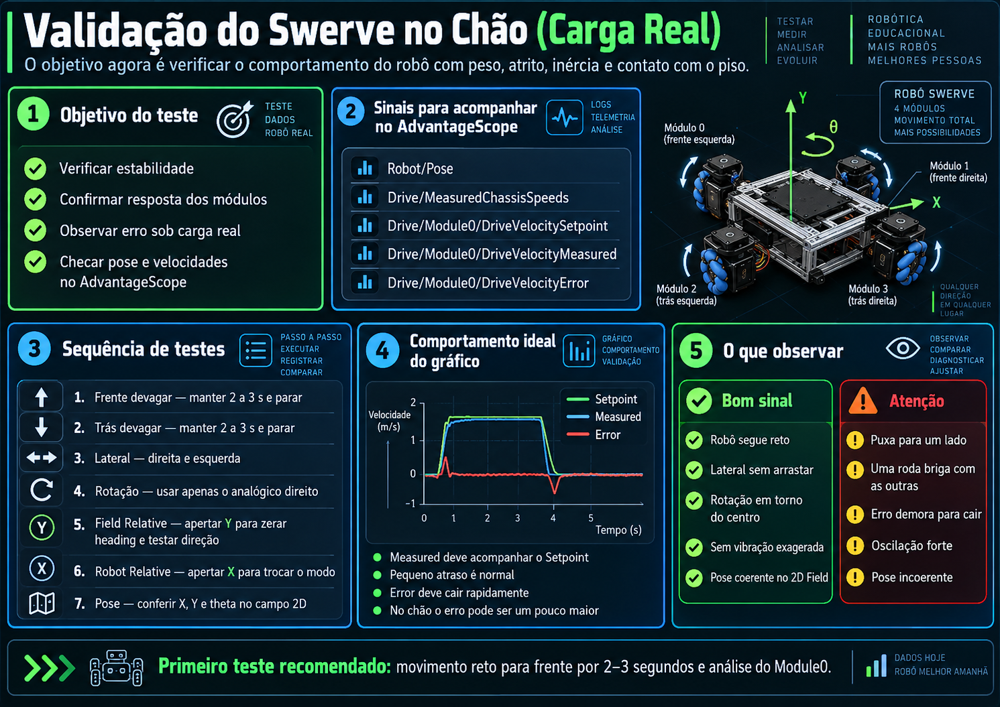 Validação do Swerve no Chão (Carga Real)
O objetivo agora é verificar o comportamento do robô com peso, atrito, inércia e contato com o piso.
TESTAR
MEDIR
ANALISAR
EVOLUIR
ROBÓTICA
EDUCACIONAL
MAIS ROBÔS
MELHORES PESSOAS
1 Objetivo do teste
TESTE
DADOS
ROBÔ REAL
Verificar estabilidade
Confirmar resposta dos módulos
Observar erro sob carga real
Checar pose e velocidades
no AdvantageScope
2 Sinais para acompanhar
no AdvantageScope
LOGS
TELEMETRIA
ANÁLISE
Robot/Pose
Drive/MeasuredChassisSpeeds
Drive/Module0/DriveVelocitySetpoint
Drive/Module0/DriveVelocityMeasured
Drive/Module0/DriveVelocityError
ROBÔ SWERVE
4 MÓDULOS
MOVIMENTO TOTAL
MAIS POSSIBILIDADES
Y
θ
X
Módulo 0
(frente esquerda)
Módulo 1
(frente direita)
Módulo 2
(trás esquerda)
Módulo 3
(trás direita)
QUALQUER
DIREÇÃO
EM QUALQUER
LUGAR
3 Sequência de testes
PASSO A PASSO
EXECUTAR
REGISTRAR
COMPARAR
1. Frente devagar — manter 2 a 3 s e parar
2. Trás devagar — manter 2 a 3 s e parar
3. Lateral — direita e esquerda
4. Rotação — usar apenas o analógico direito
Y 5. Field Relative — apertar Y para zerar
heading e testar direção
X 6. Robot Relative — apertar X para trocar o modo
7. Pose — conferir X, Y e theta no campo 2D
4 Comportamento ideal
do gráfico
GRÁFICO
COMPORTAMENTO
VALIDAÇÃO
Velocidade
(m/s)
2
1
0
-1
0 1 2 3 4 5
Tempo (s)
Setpoint
Measured
Error
Measured deve acompanhar o Setpoint
Pequeno atraso é normal
Error deve cair rapidamente
No chão o erro pode ser um pouco maior
5 O que observar
OBSERVAR
COMPARAR
DIAGNOSTICAR
AJUSTAR
Bom sinal
Robô segue reto
Lateral sem arrastar
Rotação em torno
do centro
Sem vibração exagerada
Pose coerente no 2D Field
Atenção
Puxa para um lado
Uma roda briga com
as outras
Erro demora para cair
Oscilação forte
Pose incoerente
Primeiro teste recomendado: movimento reto para frente por 2–3 segundos e análise do Module0.
DADOS HOJE
ROBÔ MELHOR AMANHÃ